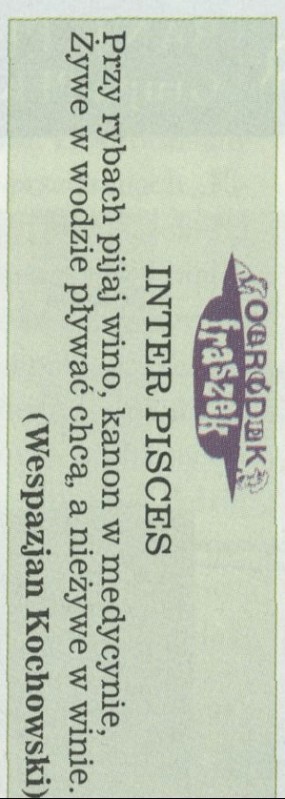 OGRÓDEK
fraszek
INTER PISCES
Przy rybach pijaj wino, kanon w medycynie,
Żywe w wodzie pływać chcą, a nieżywe w winie.
(Wespazjan Kochowski)